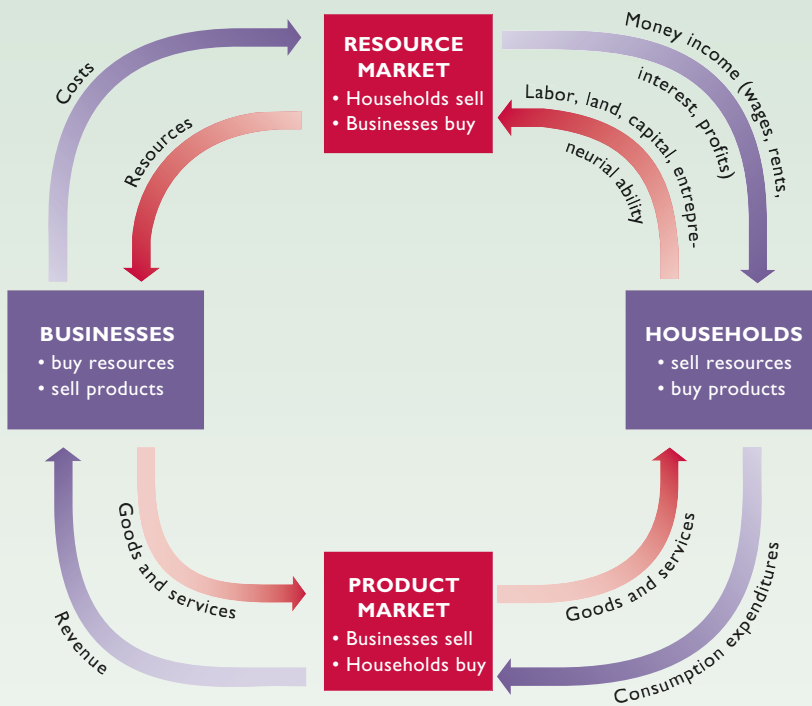 Costs
Resources
RESOURCE
MARKET
• Households sell
• Businesses buy
Money income (wages, rents,
interest, profits)
Labor, land, capital, entrepre-
neurial ability
BUSINESSES
• buy resources
• sell products
HOUSEHOLDS
• sell resources
• buy products
Goods and services
Revenue
PRODUCT
MARKET
• Businesses sell
• Households buy
Goods and services
Consumption expenditures